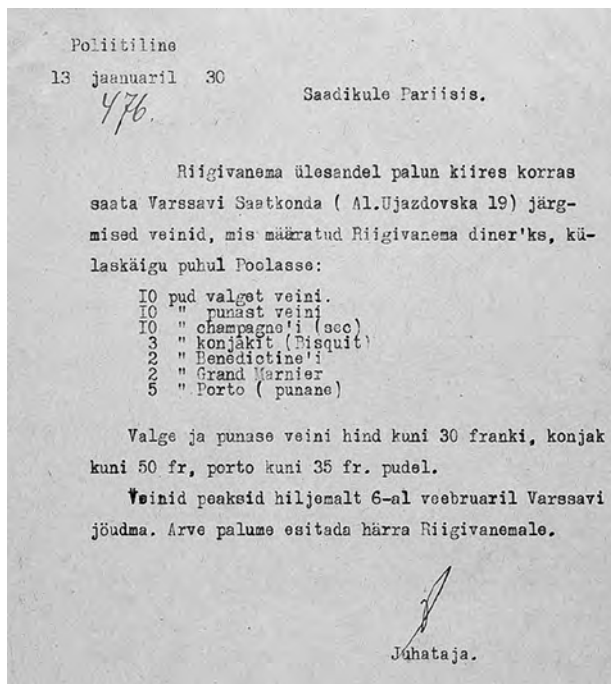 Poliitiline
13 jaanuaril 30
476.
Saadikule Pariisis.
Riigivanema ülesandel palun kiires korras
saata Varssavi Saatkonda ( Al.Ujazdovska 19) järg-
mised veinid, mis määratud Riigivanema diner'ks, kü-
laskäigu puhul Poolasse:
IO pud valget veini.
IO " punast veini
IO " champagne'i (sec)
3 " konjakit (Bisquit)
2 " Benedictine'i
2 " Grand Marnier
5 " Porto ( punane)
Valge ja punase veini hind kuni 30 franki, konjak
kuni 50 fr, porto kuni 35 fr. pudel.
Veinid peaksid hiljemalt 6-al veebruaril Varssavi
jõudma. Arve palume esitada härra Riigivanemale.
Juhataja.